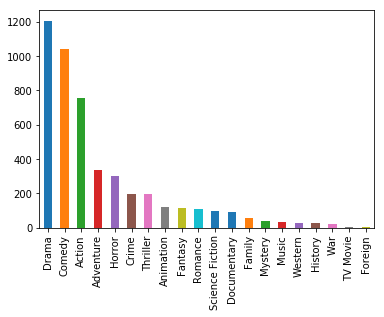 1200
1000
800
600
400
200
0
Drama
Comedy
Action
Adventure
Horror
Crime
Thriller
Animation
Fantasy
Romance
Science Fiction
Documentary
Family
Mystery
Music
Western
History
War
TV Movie
Foreign